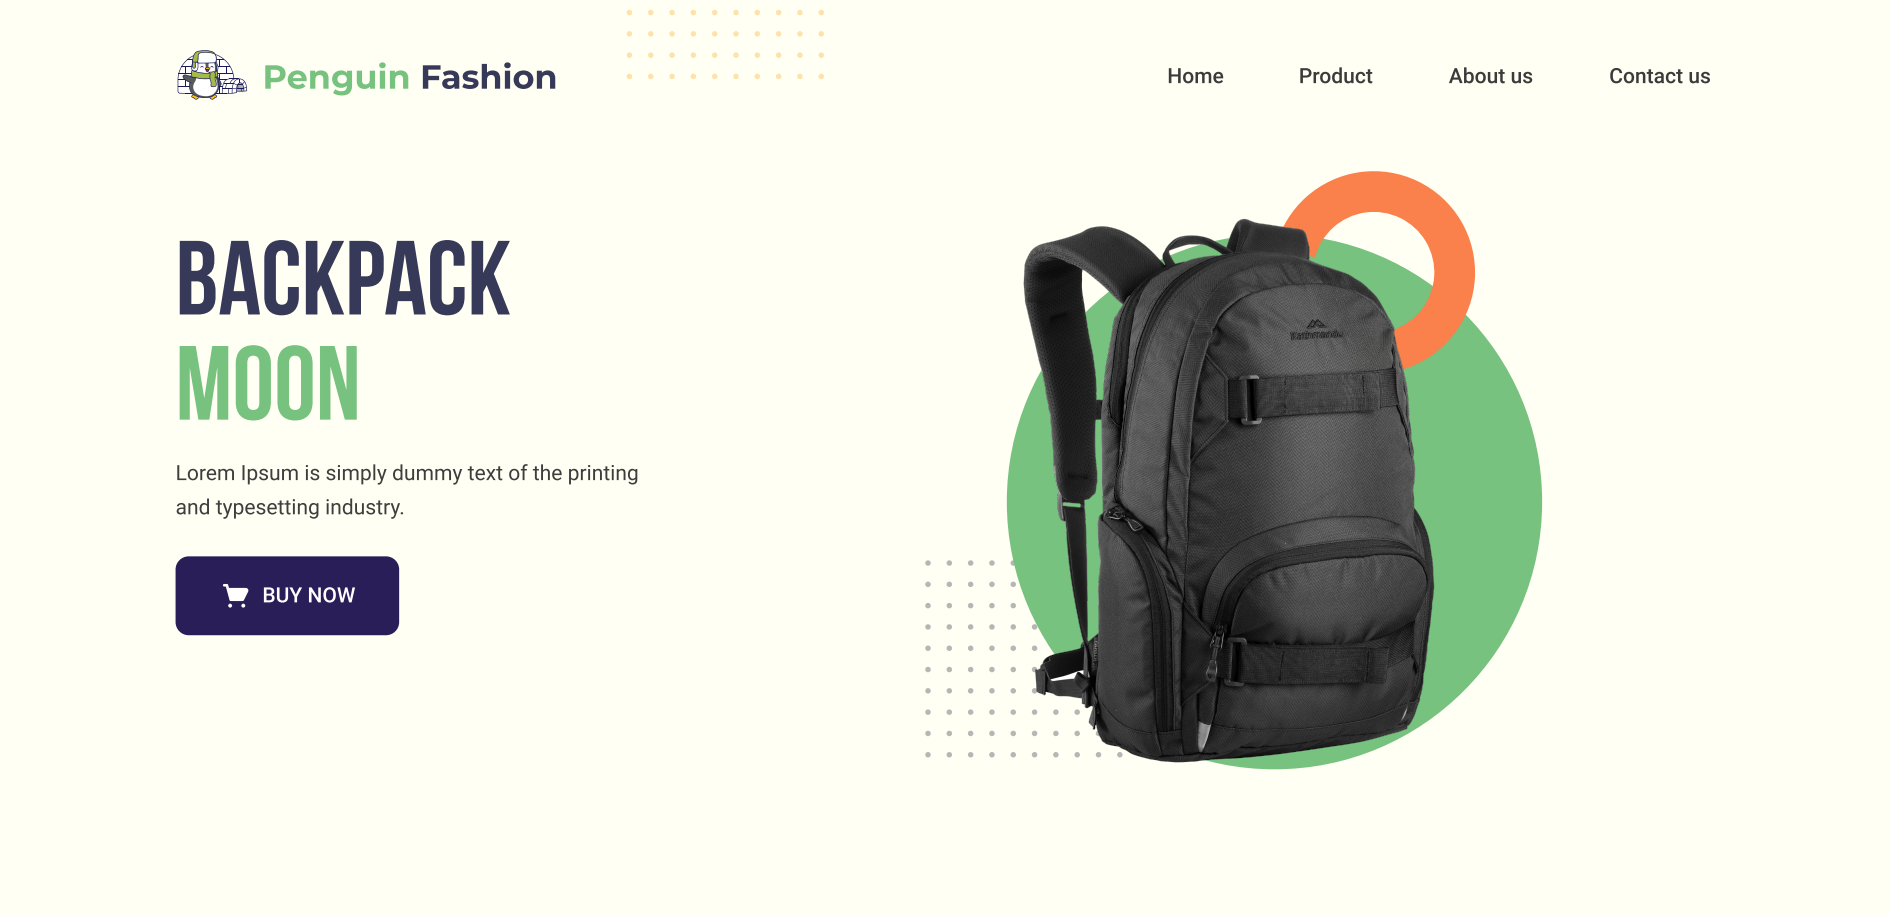 Penguin Fashion
Home
Product
About us
Contact us
BACKPACK
MOON
Lorem Ipsum is simply dummy text of the printing
and typesetting industry.
BUY NOW